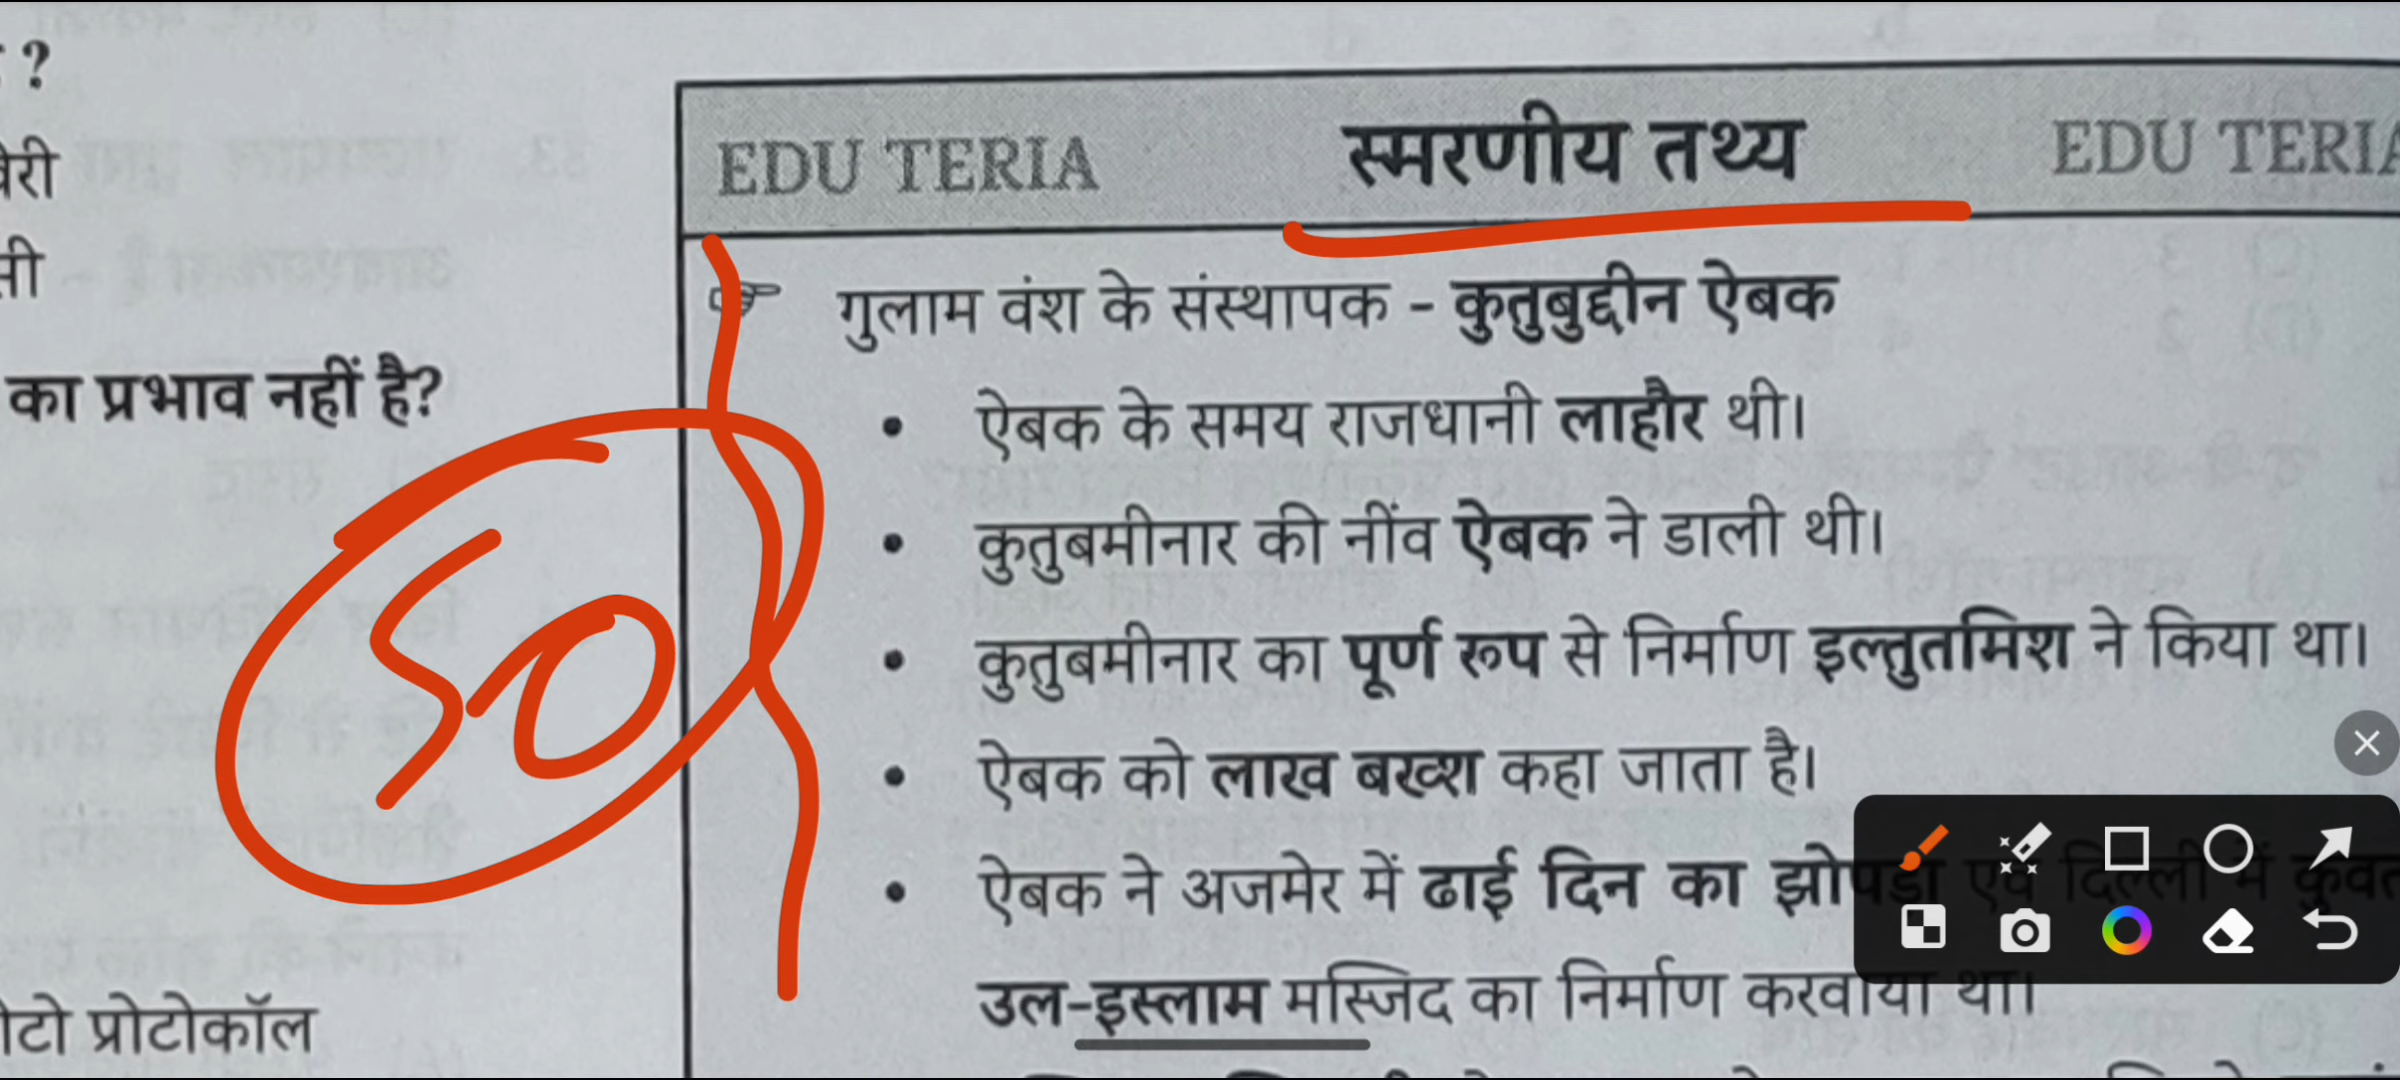 ?
का प्रभाव नहीं है?
प्रोटोकॉल
EDU TERIA स्मरणीय तथ्य EDU TERIA
गुलाम वंश के संस्थापक - कुतुबुद्दीन ऐबक
• ऐबक के समय राजधानी लाहौर थी।
• कुतुबमीनार की नींव ऐबक ने डाली थी।
• कुतुबमीनार का पूर्ण रूप से निर्माण इल्तुतमिश ने किया था।
• ऐबक को लाख बख्श कहा जाता है।
• ऐबक ने अजमेर में ढाई दिन का झोपड़ा एवं दिल्ली में
उल-इस्लाम मस्जिद का निर्माण करवाया था।
50